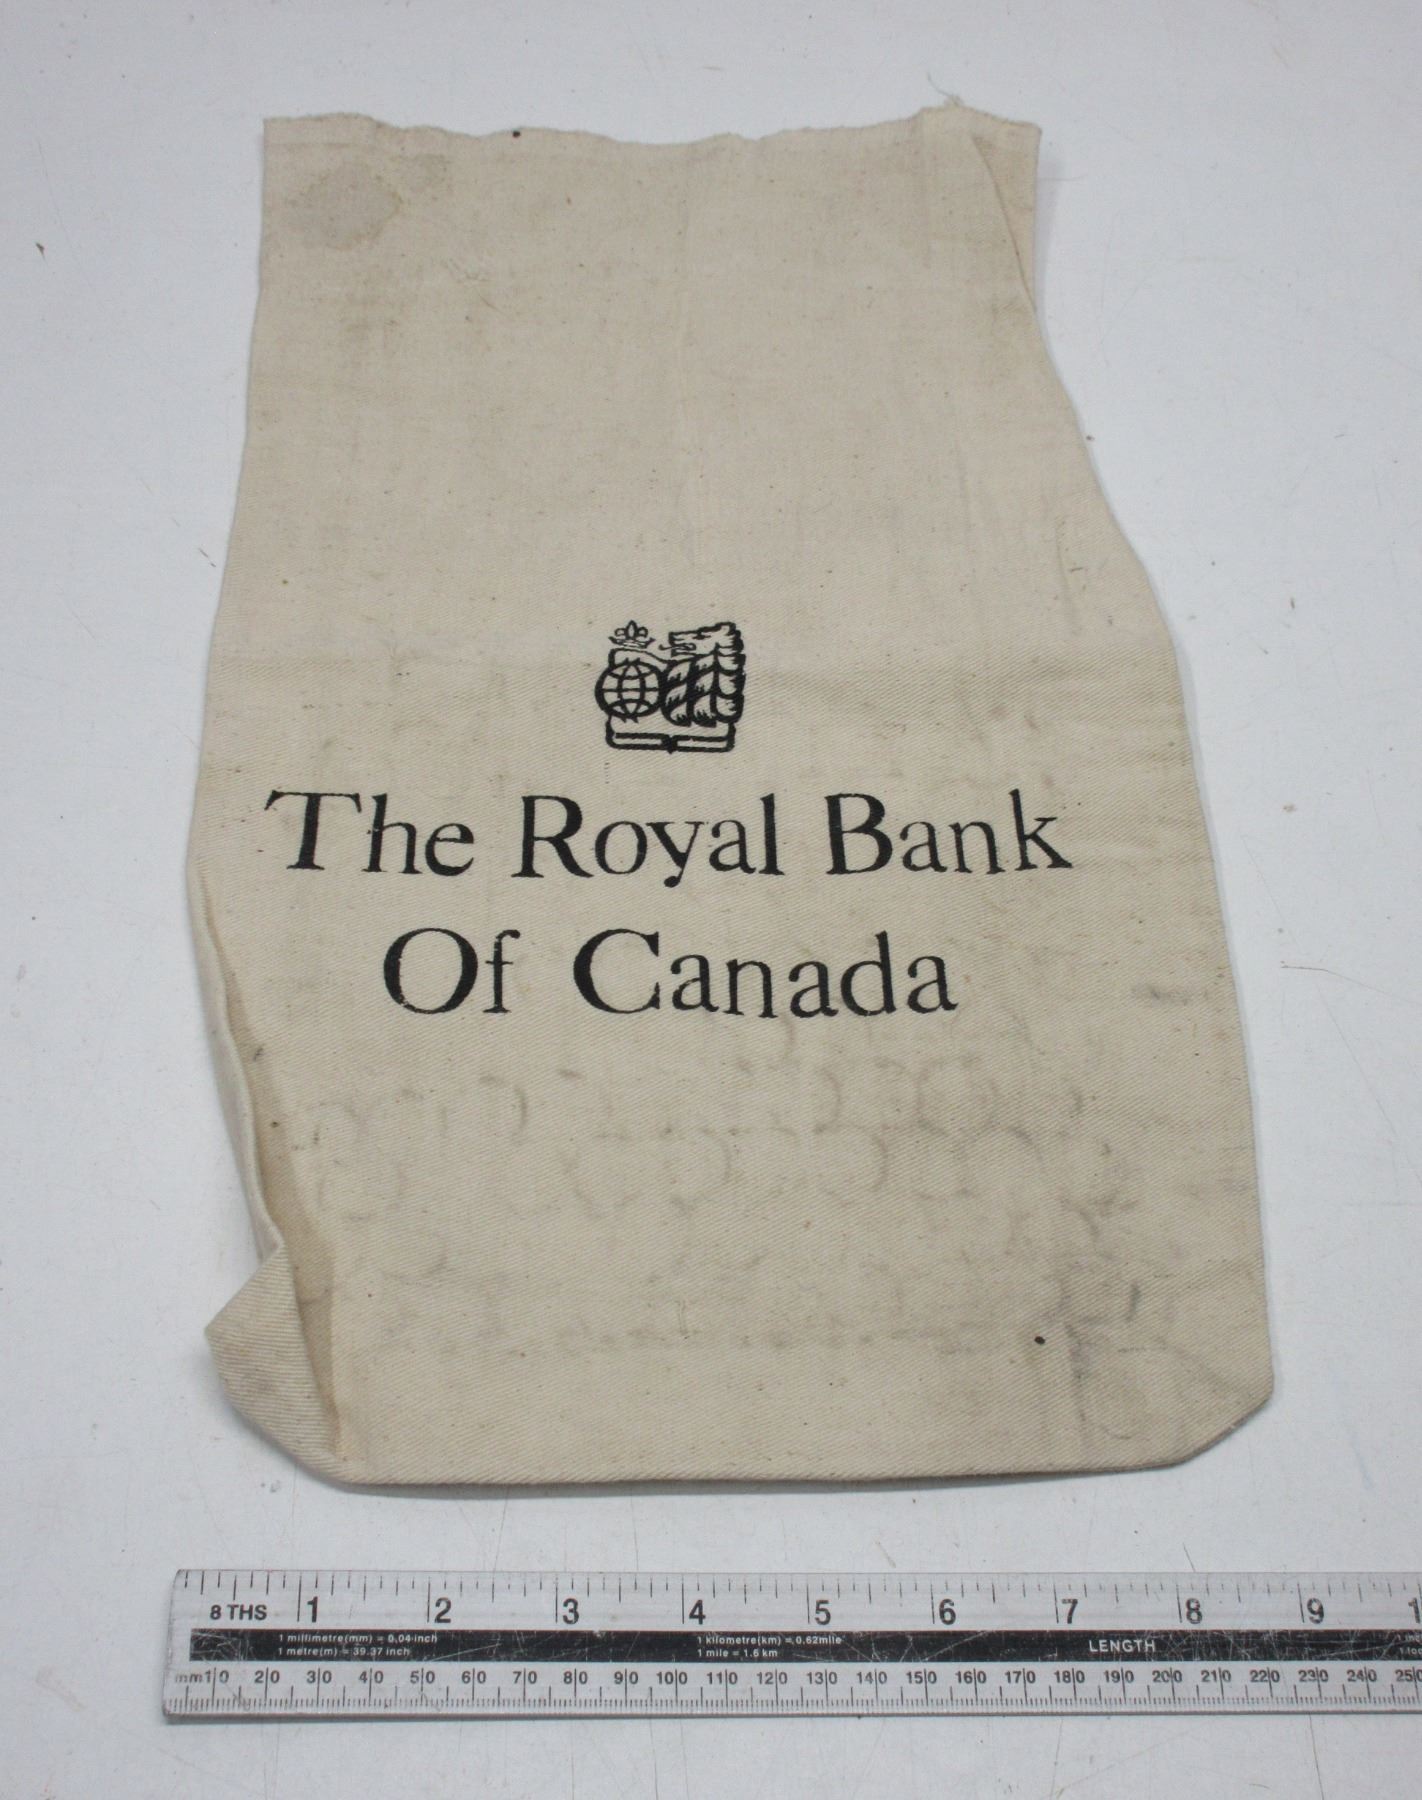 The Royal Bank
Of Canada
8 THS 1 2 3 4 5 6 7 8 9 1
1 millimetre(mm) = 0.04 inch 1 kilometre(km) = 0.62mile LENGTH
1 metre(m) = 39.37 inch 1 mile = 1.6 km
mm 10 20 30 40 50 60 70 80 90 100 110 120 130 140 150 160 170 180 190 200 210 220 230 240 250